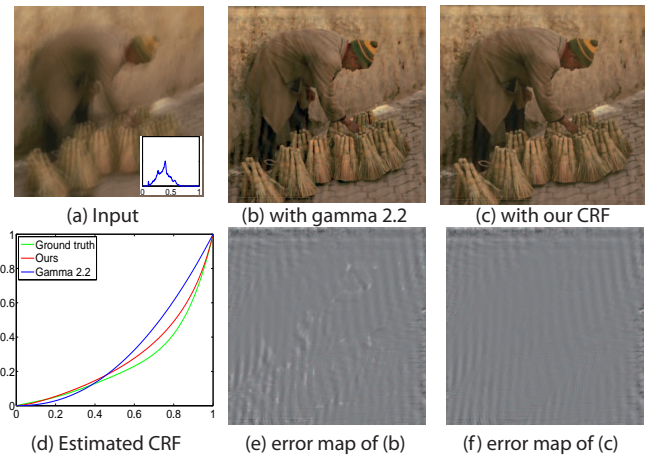 0 0.5 1
(a) Input
(b) with gamma 2.2
(c) with our CRF
1
0.8
0.6
0.4
0.2
0
Ground truth
Ours
Gamma 2.2
0 0.2 0.4 0.6 0.8 1
(d) Estimated CRF
(e) error map of (b)
(f) error map of (c)